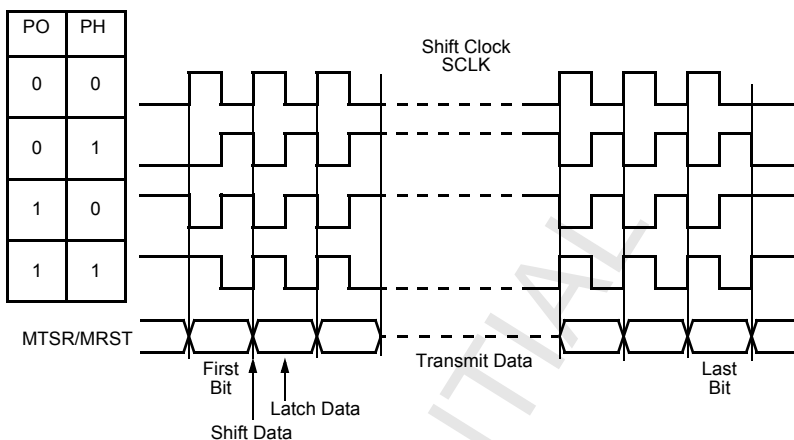 PO PH
Shift Clock
SCLK
0 0
0 1
1 0
1 1
MTSR/MRST
First
Bit
Transmit Data
Last
Bit
Latch Data
Shift Data